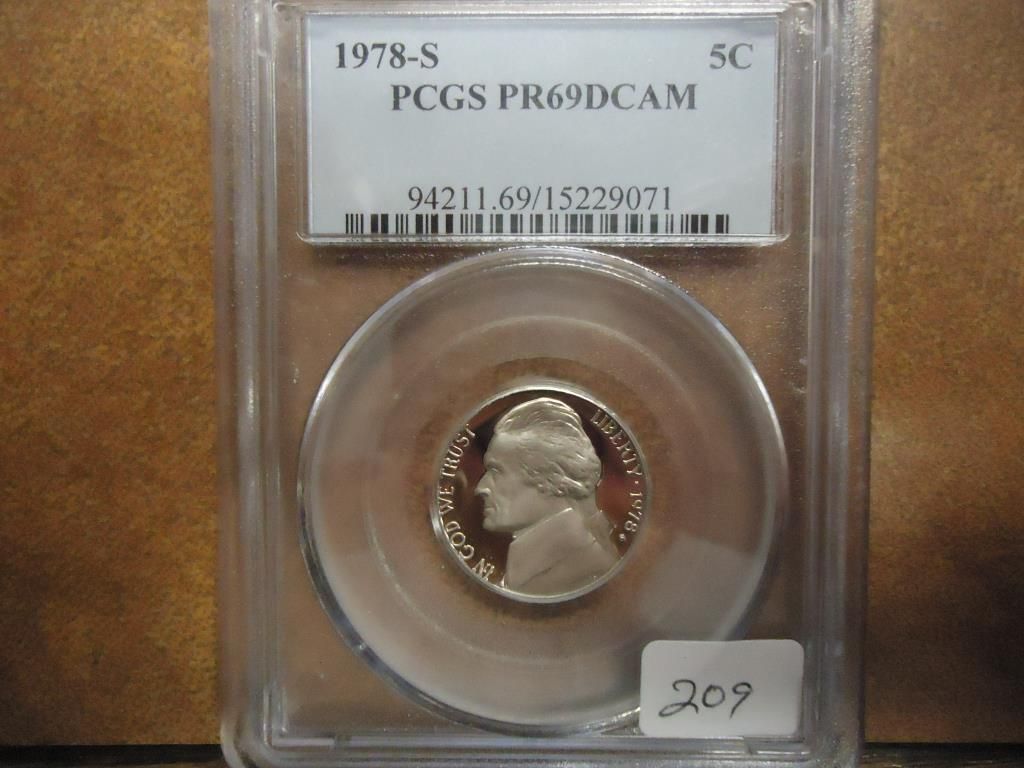 1978-S 5C
PCGS PR69DCAM
94211.69/15229071
IN GOD WE TRUST
LIBERTY · 1978
209